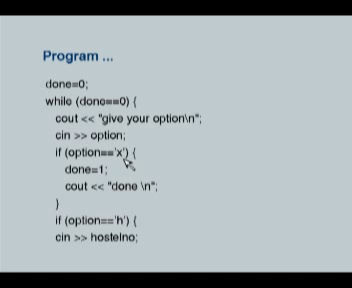 Program ...
done=0;
while (done==0) {
cout << "give your option\n";
cin >> option;
if (option=='x') {
done=1;
cout << "done \n";
}
if (option=='h') {
cin >> hostelno;